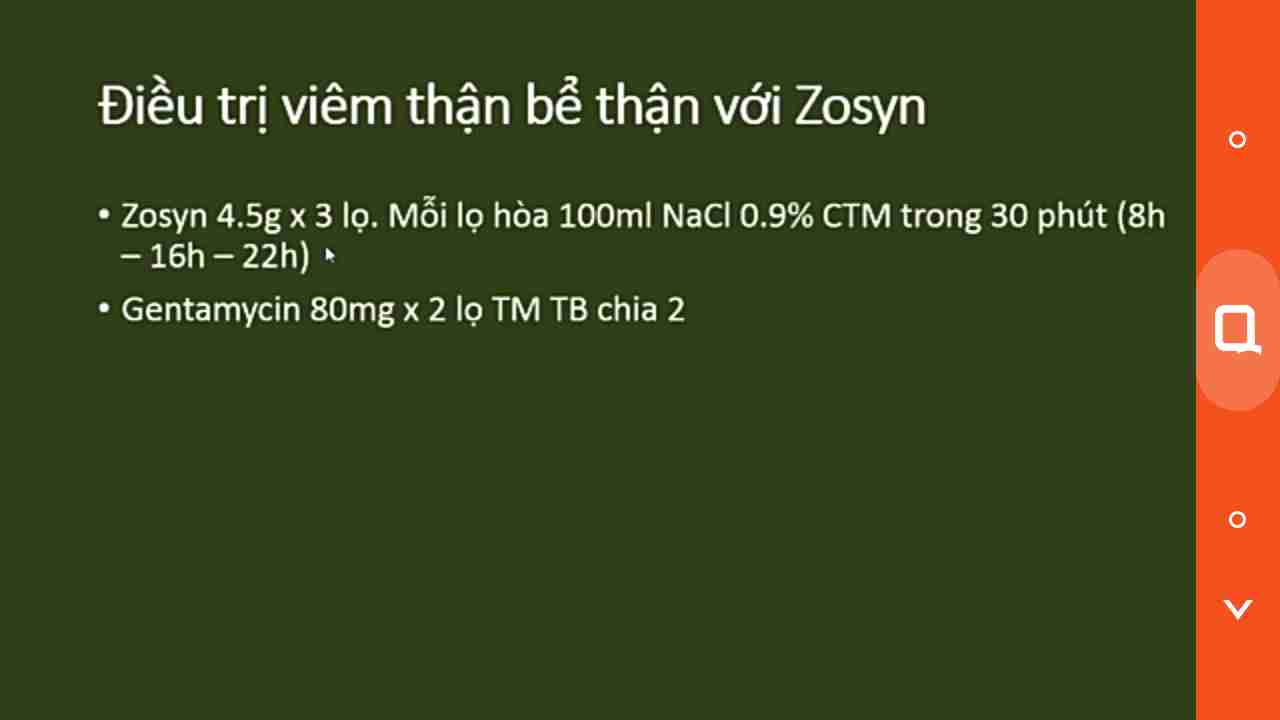 Điều trị viêm thận bể thận với Zosyn
• Zosyn 4.5g x 3 lọ. Mỗi lọ hòa 100ml NaCl 0.9% CTM trong 30 phút (8h
– 16h – 22h)
• Gentamycin 80mg x 2 lọ TM TB chia 2